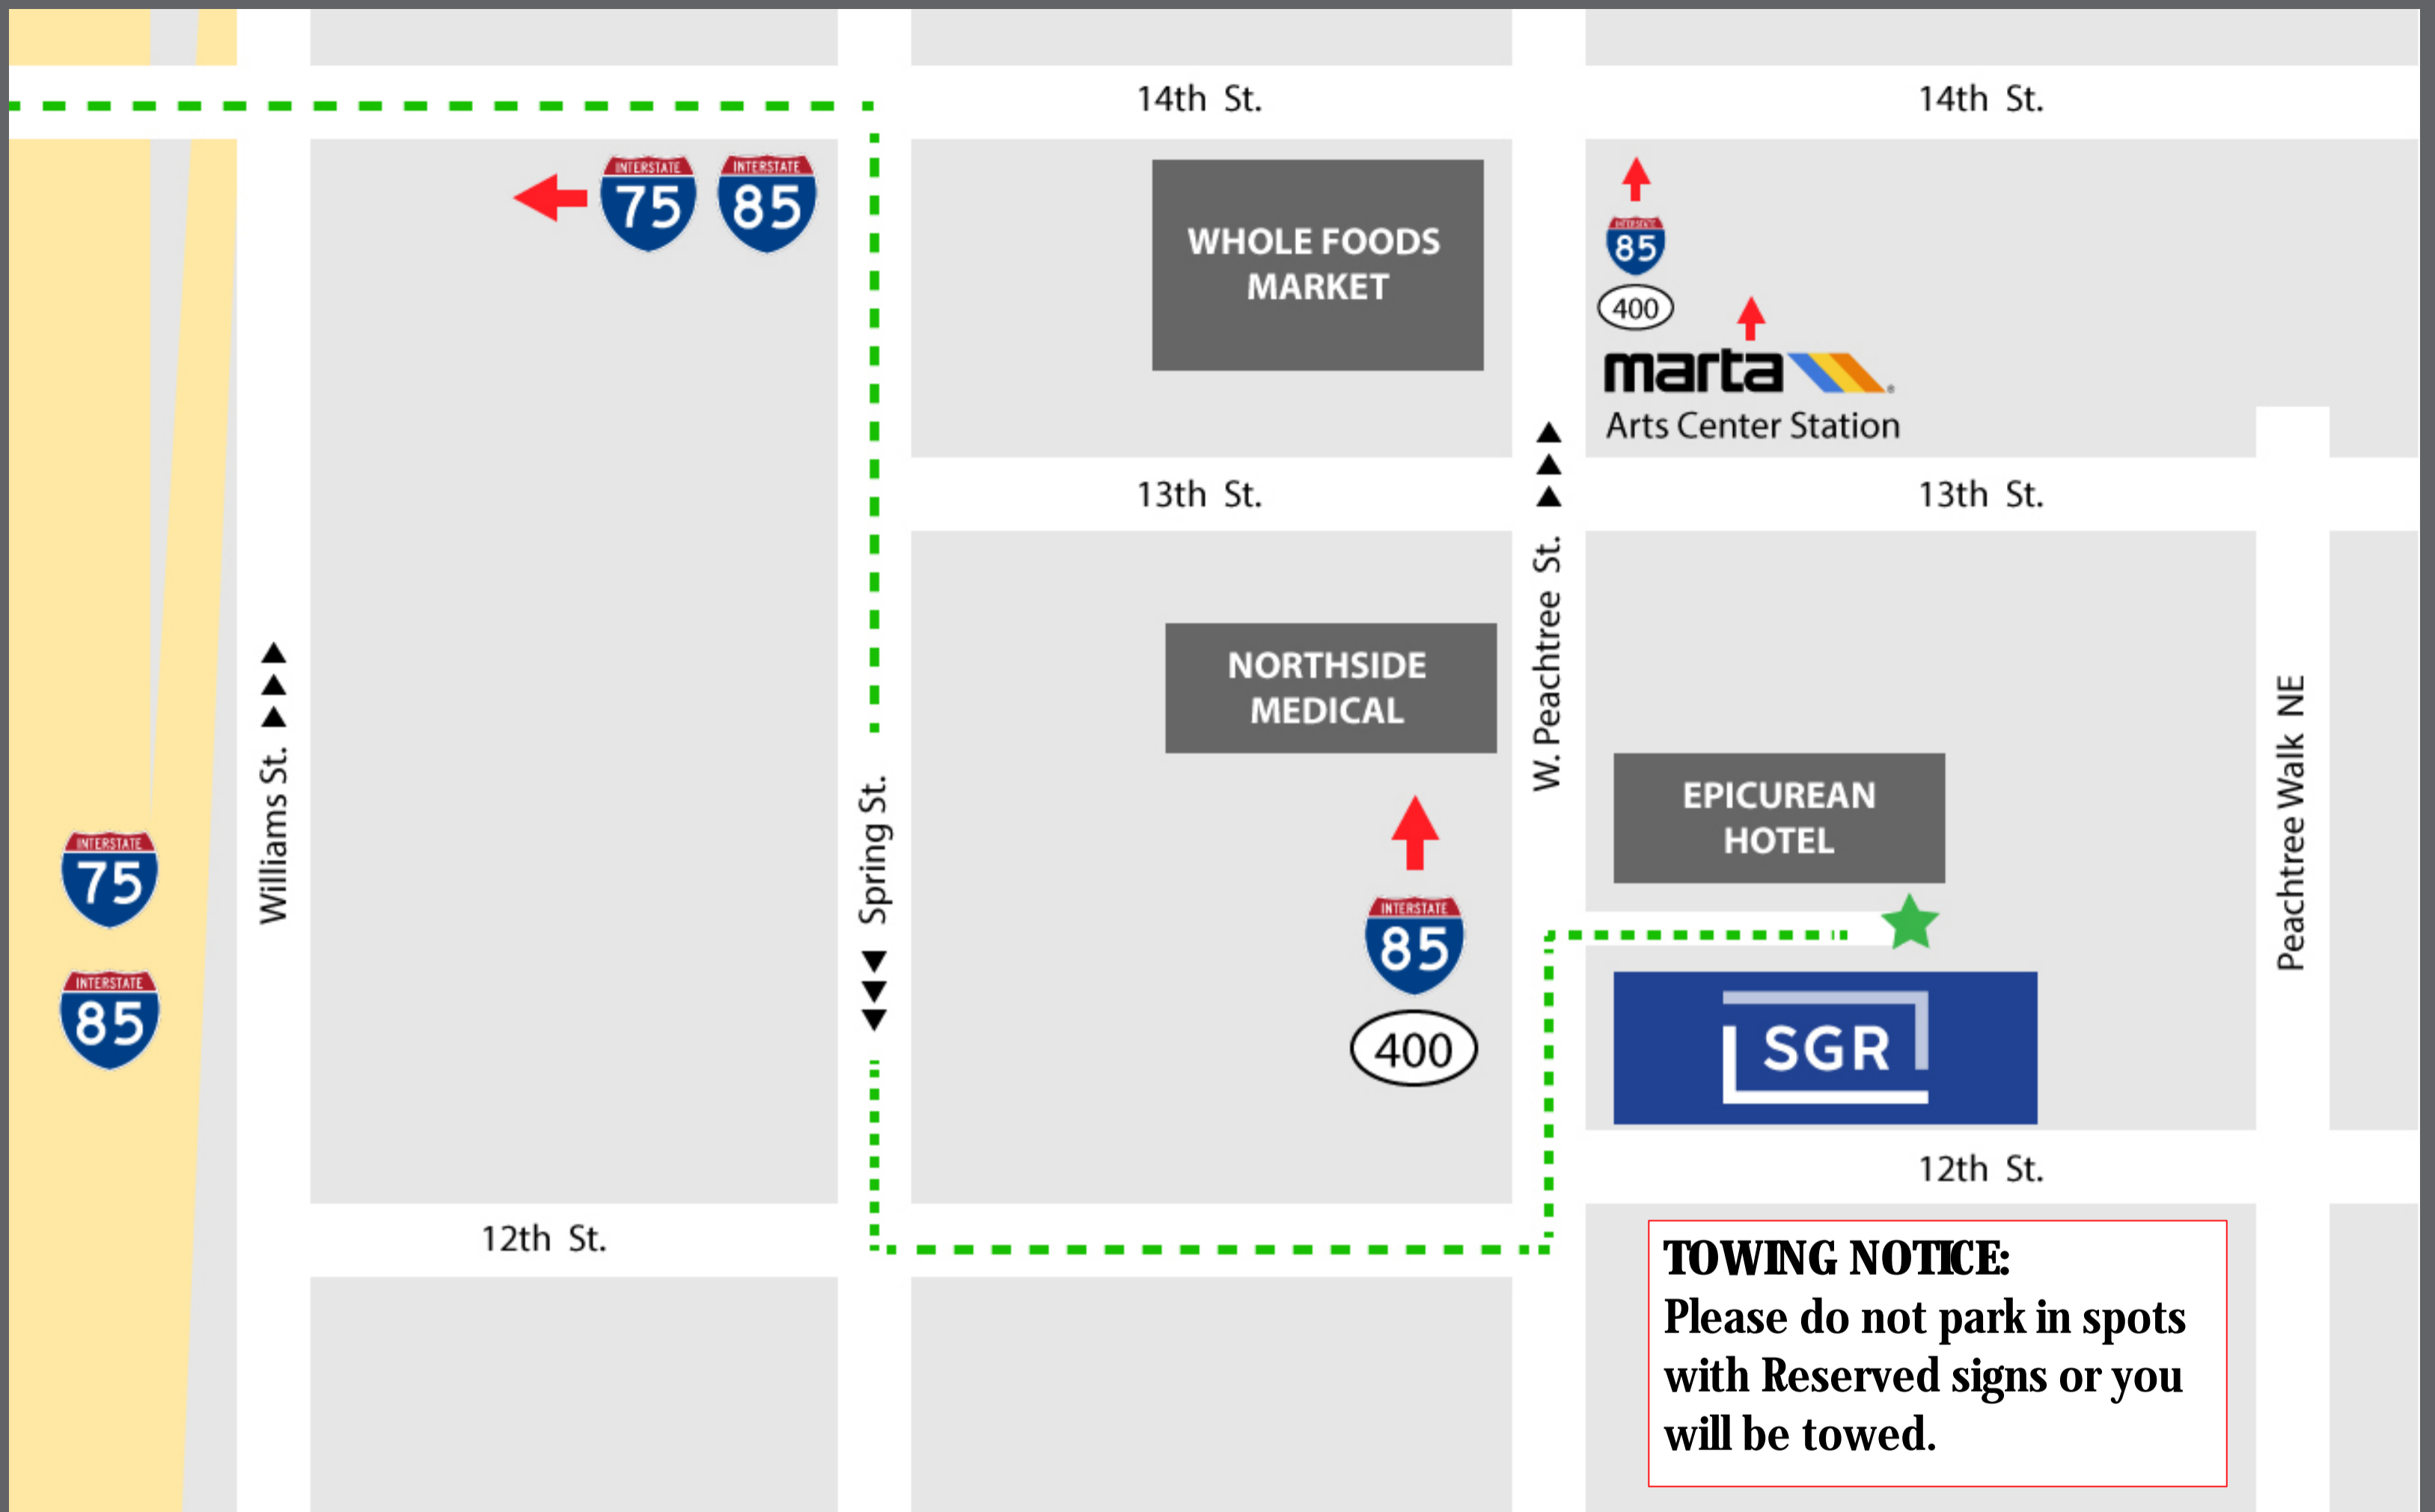 14th St.
14th St.
INTERSTATE
75
INTERSTATE
85
WHOLE FOODS
MARKET
INTERSTATE
85
400
marta
®
Arts Center Station
13th St.
13th St.
W. Peachtree St.
NORTHSIDE
MEDICAL
Williams St.
Spring St.
Peachtree Walk NE
EPICUREAN
HOTEL
INTERSTATE
75
INTERSTATE
85
INTERSTATE
85
400
SGR
12th St.
12th St.
TOWING NOTICE:
Please do not park in spots
with Reserved signs or you
will be towed.